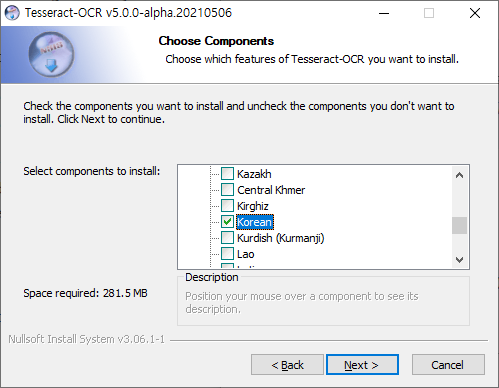 Tesseract-OCR v5.0.0-alpha.20210506
Choose Components
Choose which features of Tesseract-OCR you want to install.
Check the components you want to install and uncheck the components you don't want to
install. Click Next to continue.
Select components to install:
Kazakh
Central Khmer
Kirghiz
Korean
Kurdish (Kurmanji)
Lao
Space required: 281.5 MB
Description
Position your mouse over a component to see its
description.
Nullsoft Install System v3.06.1-1
< Back
Next >
Cancel